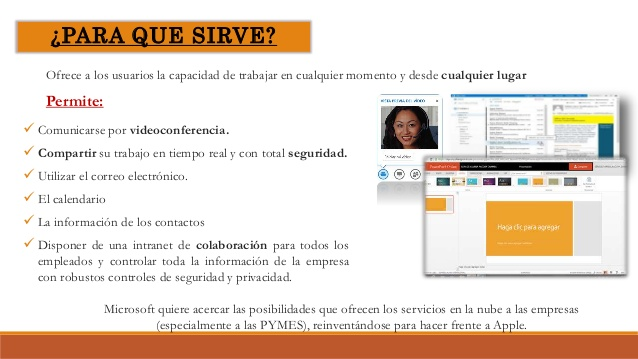 ¿PARA QUE SIRVE?
Ofrece a los usuarios la capacidad de trabajar en cualquier momento y desde cualquier lugar
Permite:
Comunicarse por videoconferencia.
Compartir su trabajo en tiempo real y con total seguridad.
Utilizar el correo electrónico.
El calendario
La información de los contactos
Disponer de una intranet de colaboración para todos los
empleados y controlar toda la información de la empresa
con robustos controles de seguridad y privacidad.
VISTA PREVIA DEL VÍDEO
Haga clic para agregar
Microsoft quiere acercar las posibilidades que ofrecen los servicios en la nube a las empresas
(especialmente a las PYMES), reinventándose para hacer frente a Apple.